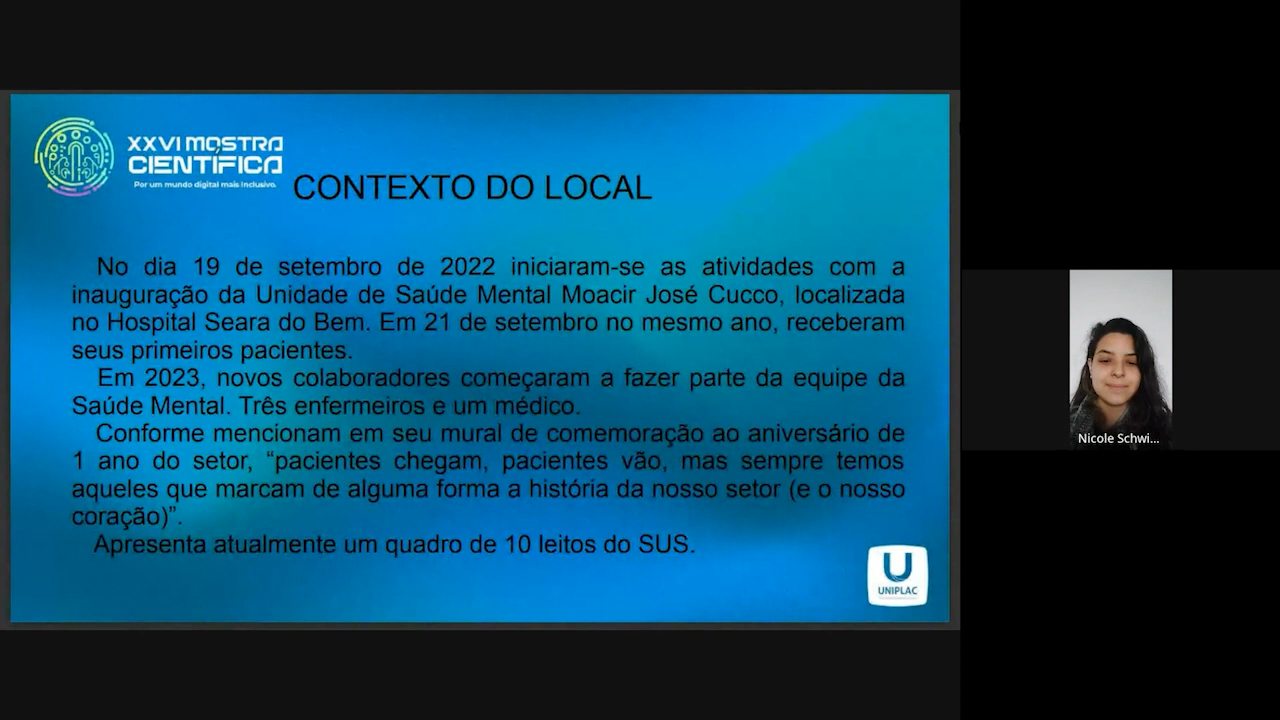 XXVI MOSTRA
CIENTÍFICA
Por um mundo digital mais inclusivo.
CONTEXTO DO LOCAL
No dia 19 de setembro de 2022 iniciaram-se as atividades com a
inauguração da Unidade de Saúde Mental Moacir José Cucco, localizada
no Hospital Seara do Bem. Em 21 de setembro no mesmo ano, receberam
seus primeiros pacientes.
Em 2023, novos colaboradores começaram a fazer parte da equipe da
Saúde Mental. Três enfermeiros e um médico.
Conforme mencionam em seu mural de comemoração ao aniversário de
1 ano do setor, “pacientes chegam, pacientes vão, mas sempre temos
aqueles que marcam de alguma forma a história da nosso setor (e o nosso
coração)”.
Apresenta atualmente um quadro de 10 leitos do SUS.
UNIPLAC
Nicole Schwi...